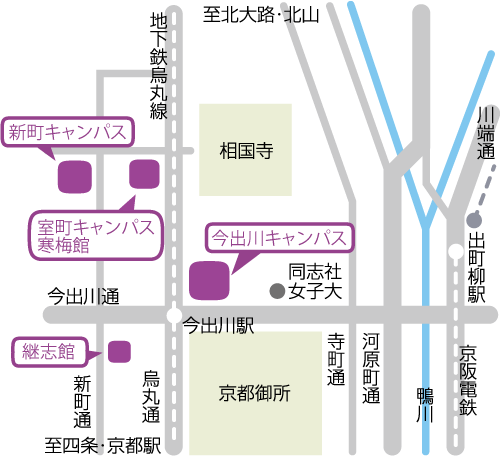 至北大路・北山
地下鉄烏丸線
新町キャンパス
川端通
相国寺
室町キャンパス
寒梅館
今出川キャンパス
出町柳駅
同志社
女子大
今出川通
今出川駅
寺町通
河原町通
継志館
京阪電鉄
新町通
烏丸通
京都御所
鴨川
至四条・京都駅